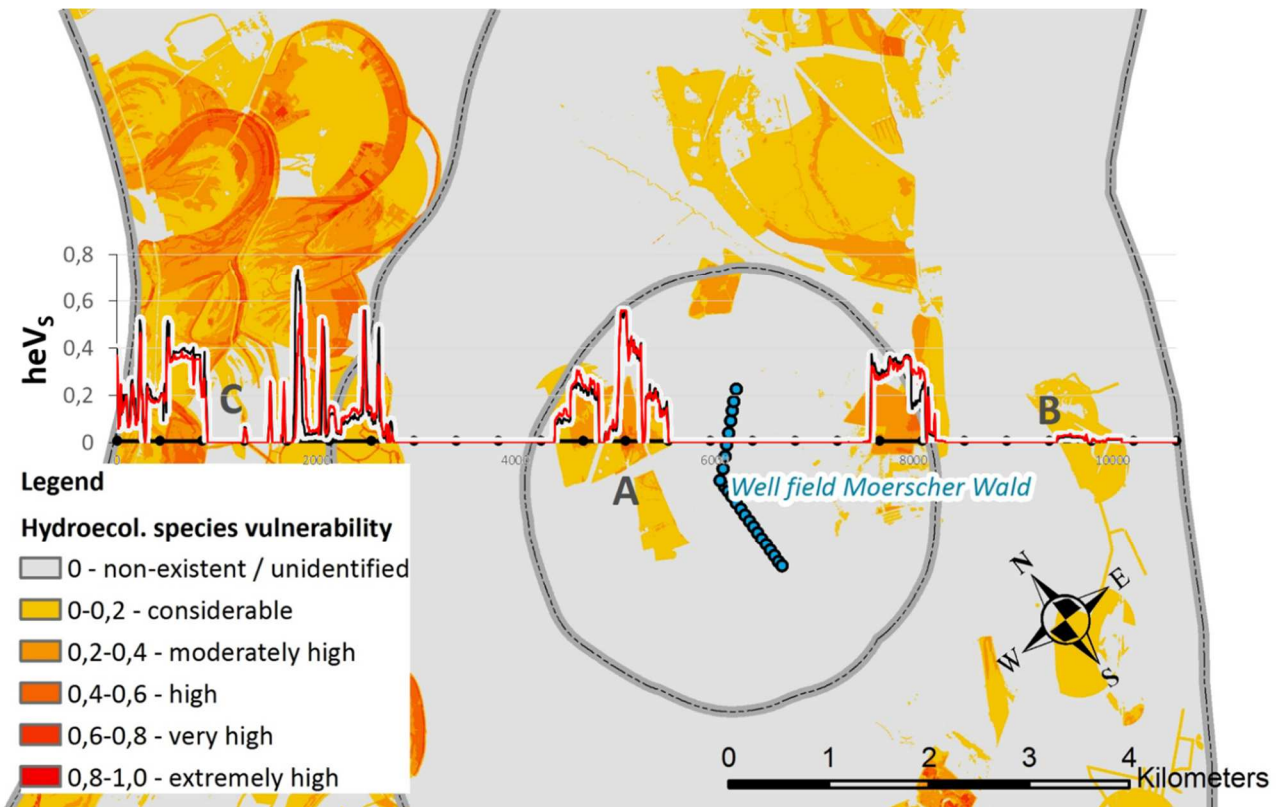 0,8
0,6
0,4
0,2
0
heVS
C
A
B
0
2000
4000
6000
8000
10000
Well field Moerscher Wald
Legend
Hydroecol. species vulnerability
0 - non-existent / unidentified
0-0,2 - considerable
0,2-0,4 - moderately high
0,4-0,6 - high
0,6-0,8 - very high
0,8-1,0 - extremely high
N
E
W
S
0 1 2 3 4
Kilometers